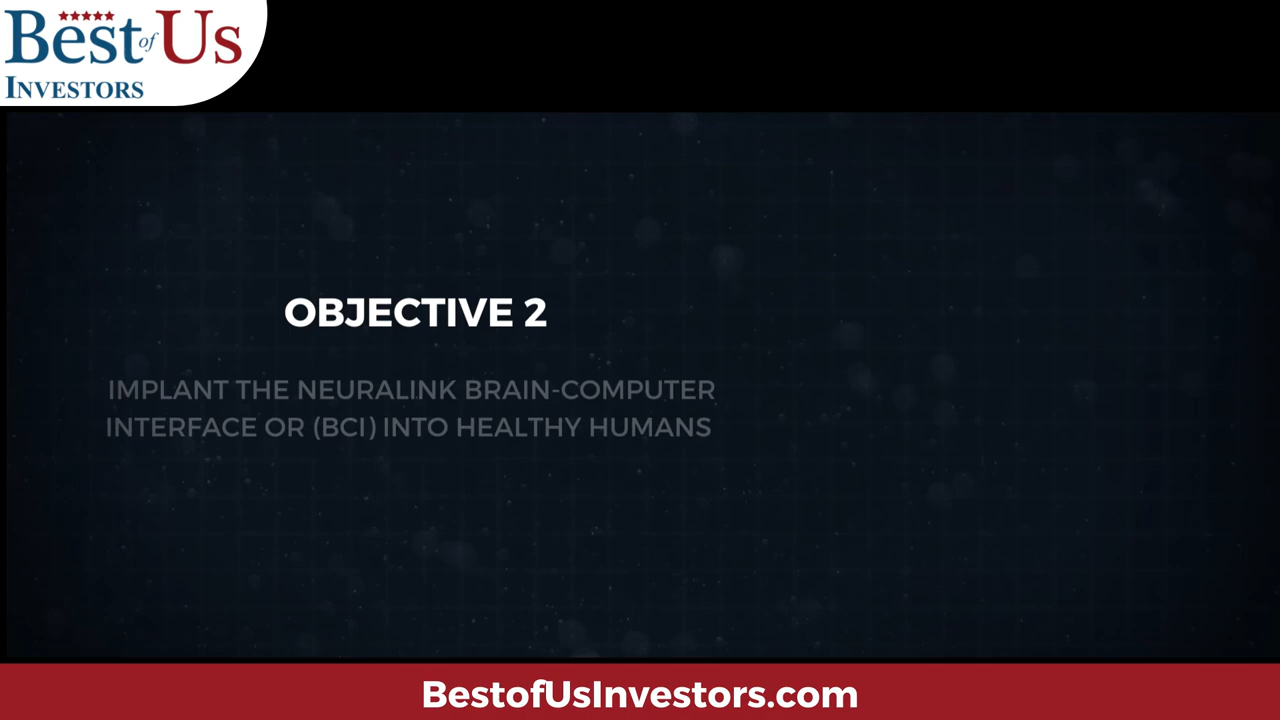 Best of Us
Investors
OBJECTIVE 2
IMPLANT THE NEURALINK BRAIN-COMPUTER
INTERFACE OR (BCI) INTO HEALTHY HUMANS
BestofUsInvestors.com